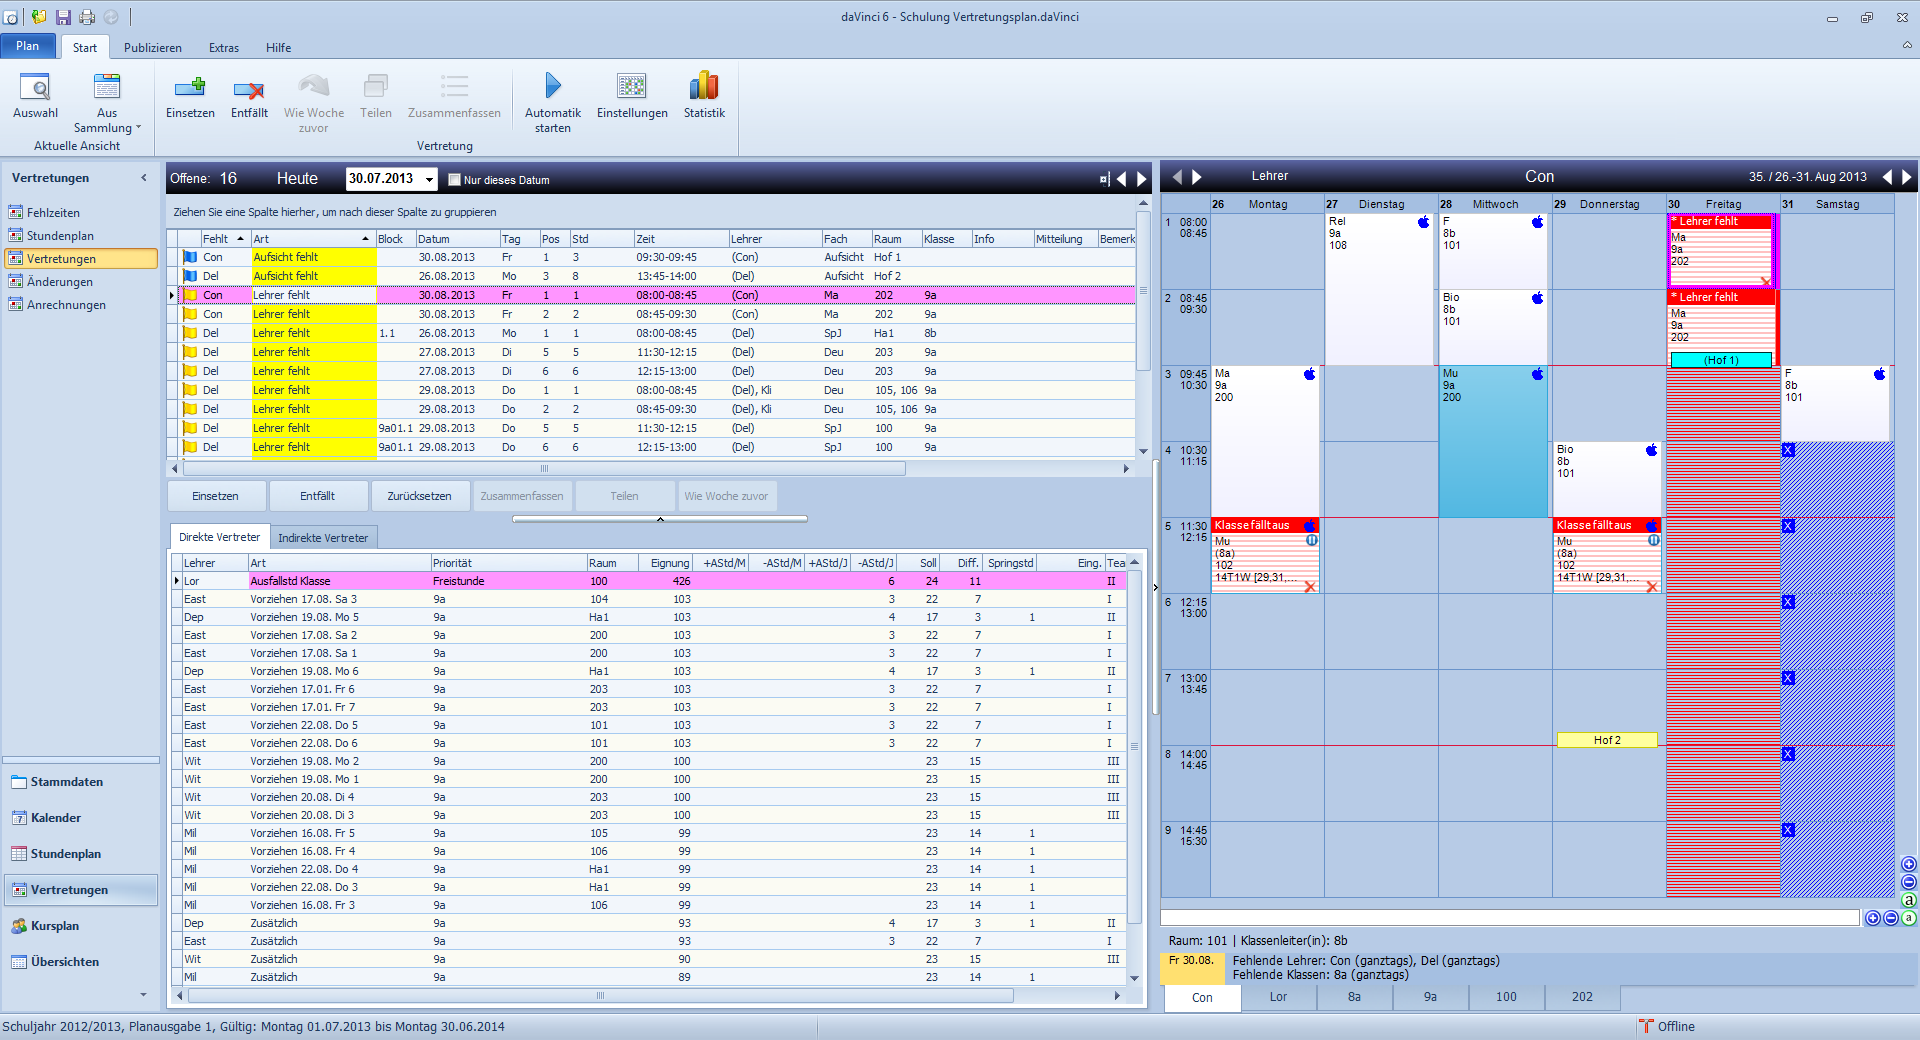 daVinci 6 - Schulung Vertretungsplan.daVinci
Plan Start Publizieren Extras Hilfe
Auswahl Aus Sammlung Einsetzen Entfällt Wie Woche zuvor Teilen Zusammenfassen Automatik starten Einstellungen Statistik
Aktuelle Ansicht Vertretung
Vertretungen
Fehlzeiten
Stundenplan
Vertretungen
Änderungen
Anrechnungen
Stammdaten
Kalender
Stundenplan
Vertretungen
Kursplan
Übersichten
Offene: 16 Heute 30.07.2013 Nur dieses Datum
Ziehen Sie eine Spalte hierher, um nach dieser Spalte zu gruppieren
Fehlt Art Block Datum Tag Pos Std Zeit Lehrer Fach Raum Klasse Info Mitteilung Bemerk
Con Aufsicht fehlt 30.08.2013 Fr 1 3 09:30-09:45 (Con) Aufsicht Hof 1
Del Aufsicht fehlt 26.08.2013 Mo 3 8 13:45-14:00 (Del) Aufsicht Hof 2
Con Lehrer fehlt 30.08.2013 Fr 1 1 08:00-08:45 (Con) Ma 202 9a
Con Lehrer fehlt 30.08.2013 Fr 2 2 08:45-09:30 (Con) Ma 202 9a
Del Lehrer fehlt 1.1 26.08.2013 Mo 1 1 08:00-08:45 (Del) SpJ Ha1 8b
Del Lehrer fehlt 27.08.2013 Di 5 5 11:30-12:15 (Del) Deu 203 9a
Del Lehrer fehlt 27.08.2013 Di 6 6 12:15-13:00 (Del) Deu 203 9a
Del Lehrer fehlt 29.08.2013 Do 1 1 08:00-08:45 (Del), Kli Deu 105, 106 9a
Del Lehrer fehlt 29.08.2013 Do 2 2 08:45-09:30 (Del), Kli Deu 105, 106 9a
Del Lehrer fehlt 9a01.1 29.08.2013 Do 5 5 11:30-12:15 (Del) SpJ 100 9a
Del Lehrer fehlt 9a01.1 29.08.2013 Do 6 6 12:15-13:00 (Del) SpJ 100 9a
Einsetzen Entfällt Zurücksetzen Zusammenfassen Teilen Wie Woche zuvor
Direkte Vertreter Indirekte Vertreter
Lehrer Art Priorität Raum Eignung +AStd/M -AStd/M +AStd/J -AStd/J Soll Diff. Springstd Eing. Tea
Lor Ausfallstd Klasse Freistunde 100 426 6 24 11 II
East Vorziehen 17.08. Sa 3 9a 104 103 3 22 7 I
Dep Vorziehen 19.08. Mo 5 9a Ha1 103 4 17 3 1 II
East Vorziehen 17.08. Sa 2 9a 200 103 3 22 7 I
East Vorziehen 17.08. Sa 1 9a 200 103 3 22 7 I
Dep Vorziehen 19.08. Mo 6 9a Ha1 103 4 17 3 1 II
East Vorziehen 17.01. Fr 6 9a 203 103 3 22 7 I
East Vorziehen 17.01. Fr 7 9a 203 103 3 22 7 I
East Vorziehen 22.08. Do 5 9a 101 103 3 22 7 I
East Vorziehen 22.08. Do 6 9a 101 103 3 22 7 I
Wit Vorziehen 19.08. Mo 2 9a 200 100 23 15 III
Wit Vorziehen 19.08. Mo 1 9a 200 100 23 15 III
Wit Vorziehen 20.08. Di 4 9a 203 100 23 15 III
Wit Vorziehen 20.08. Di 3 9a 203 100 23 15 III
Mil Vorziehen 16.08. Fr 5 9a 105 99 23 14 1
Mil Vorziehen 16.08. Fr 4 9a 106 99 23 14 1
Mil Vorziehen 22.08. Do 4 9a Ha1 99 23 14 1
Mil Vorziehen 22.08. Do 3 9a Ha1 99 23 14 1
Mil Vorziehen 16.08. Fr 3 9a 106 99 23 14 1
Dep Zusätzlich 9a 93 4 17 3 1 II
East Zusätzlich 9a 93 3 22 7 I
Wit Zusätzlich 9a 90 23 15 III
Mil Zusätzlich 9a 89 23 14 1
Lehrer Con 35. / 26.-31. Aug 2013
26 Montag 27 Dienstag 28 Mittwoch 29 Donnerstag 30 Freitag 31 Samstag
1 08:00 Rel F * Lehrer fehlt
08:45 9a 8b Ma
108 101 9a
202
2 08:45 Bio * Lehrer fehlt
09:30 8b Ma
101 9a
202
(Hof 1)
3 09:45 Ma Mu F
10:30 9a 9a 8b
200 200 101
4 10:30 Bio X
11:15 8b
101
5 11:30 Klasse fällt aus Klasse fällt aus X
12:15 Mu Mu
(8a) (8a)
102 102
14T1W [29,31,... 14T1W [29,31,...
6 12:15 X
13:00
7 13:00 X
13:45
Hof 2
8 14:00 X
14:45
9 14:45 X
15:30
a
a
Raum: 101 | Klassenleiter(in): 8b
Fr 30.08. Fehlende Lehrer: Con (ganztags), Del (ganztags)
Fehlende Klassen: 8a (ganztags)
Con Lor 8a 9a 100 202
Schuljahr 2012/2013, Planausgabe 1, Gültig: Montag 01.07.2013 bis Montag 30.06.2014
Offline